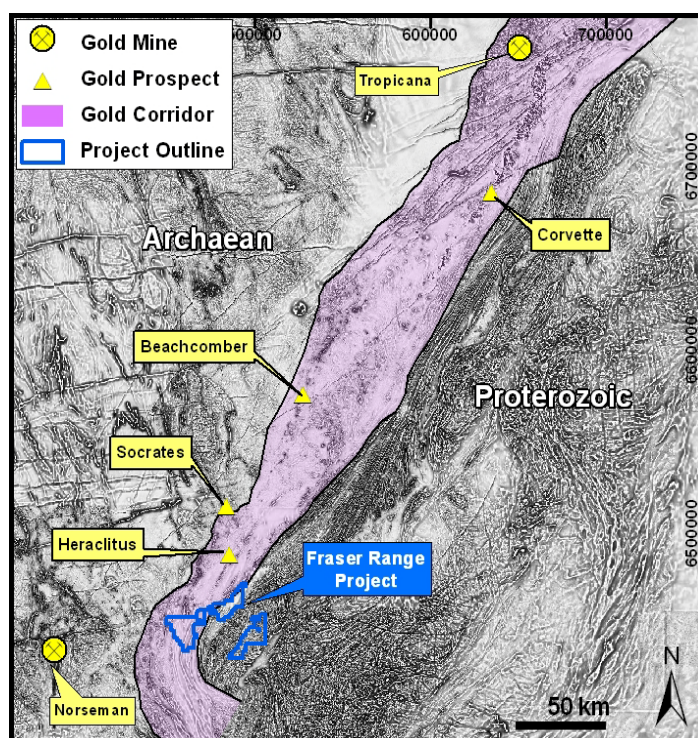 Gold Mine
Gold Prospect
Gold Corridor
Project Outline
600000
700000
Tropicana
6700000
Archaean
Corvette
Beachcomber
Proterozoic
Socrates
6500000
Heraclitus
Fraser Range
Project
Norseman
N
50 km